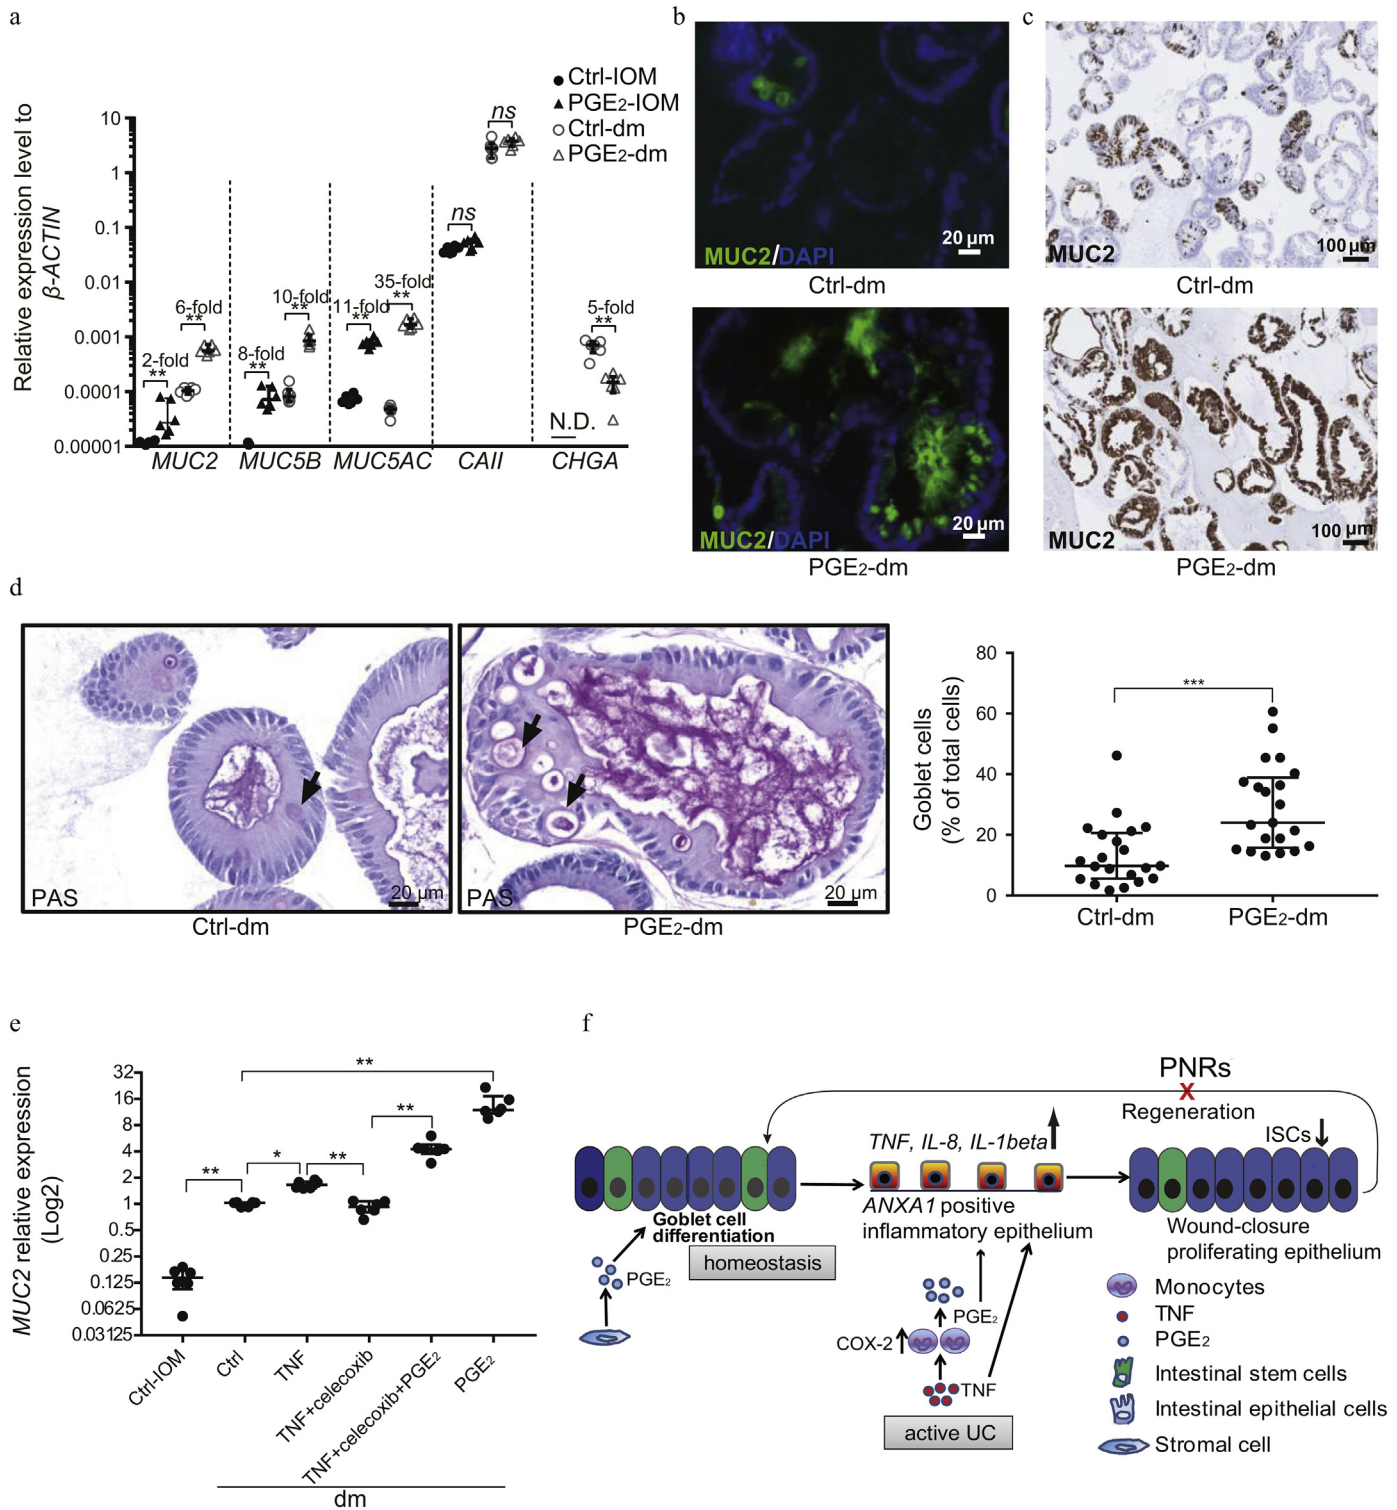 a
Relative expression level to
β-ACTIN
10
1
0.1
0.01
0.001
0.0001
0.00001
Ctrl-IOM
PGE2-IOM
Ctrl-dm
PGE2-dm
2-fold
**
6-fold
**
8-fold
**
10-fold
**
11-fold
**
35-fold
**
ns
ns
5-fold
**
N.D.
MUC2
MUC5B
MUC5AC
CAII
CHGA
b
20 µm
MUC2/DAPI
Ctrl-dm
20 µm
MUC2/DAPI
PGE2-dm
c
MUC2
100 µm
Ctrl-dm
MUC2
100 µm
PGE2-dm
d
PAS
20 µm
Ctrl-dm
PAS
20 µm
PGE2-dm
Goblet cells
(% of total cells)
80
60
40
20
0
***
Ctrl-dm
PGE2-dm
e
MUC2 relative expression
(Log2)
32
16
8
4
2
1
0.5
0.25
0.125
0.0625
0.03125
**
**
*
**
**
Ctrl-IOM
Ctrl
TNF
TNF+celecoxib
TNF+celecoxib+PGE2
PGE2
dm
f
PNRs
X
Regeneration
TNF, IL-8, IL-1beta
ISCs
Goblet cell
differentiation
homeostasis
PGE2
ANXA1 positive
inflammatory epithelium
Wound-closure
proliferating epithelium
PGE2
COX-2
TNF
active UC
Monocytes
TNF
PGE2
Intestinal stem cells
Intestinal epithelial cells
Stromal cell